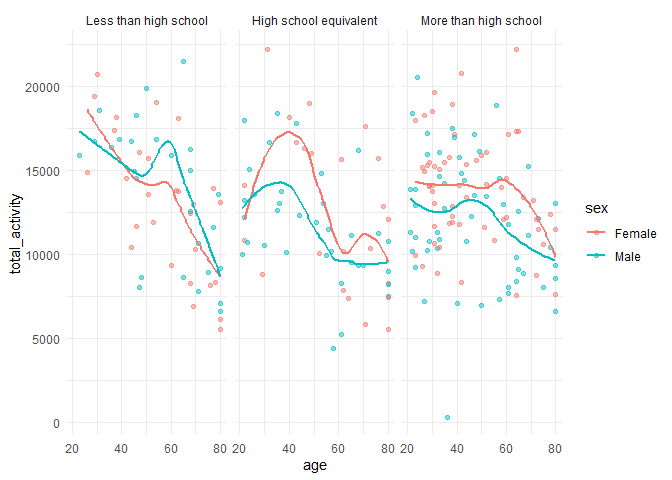 Less than high school High school equivalent More than high school
20000
15000
10000
5000
0
total_activity
20 40 60 80 20 40 60 80 20 40 60 80
age
sex
Female
Male